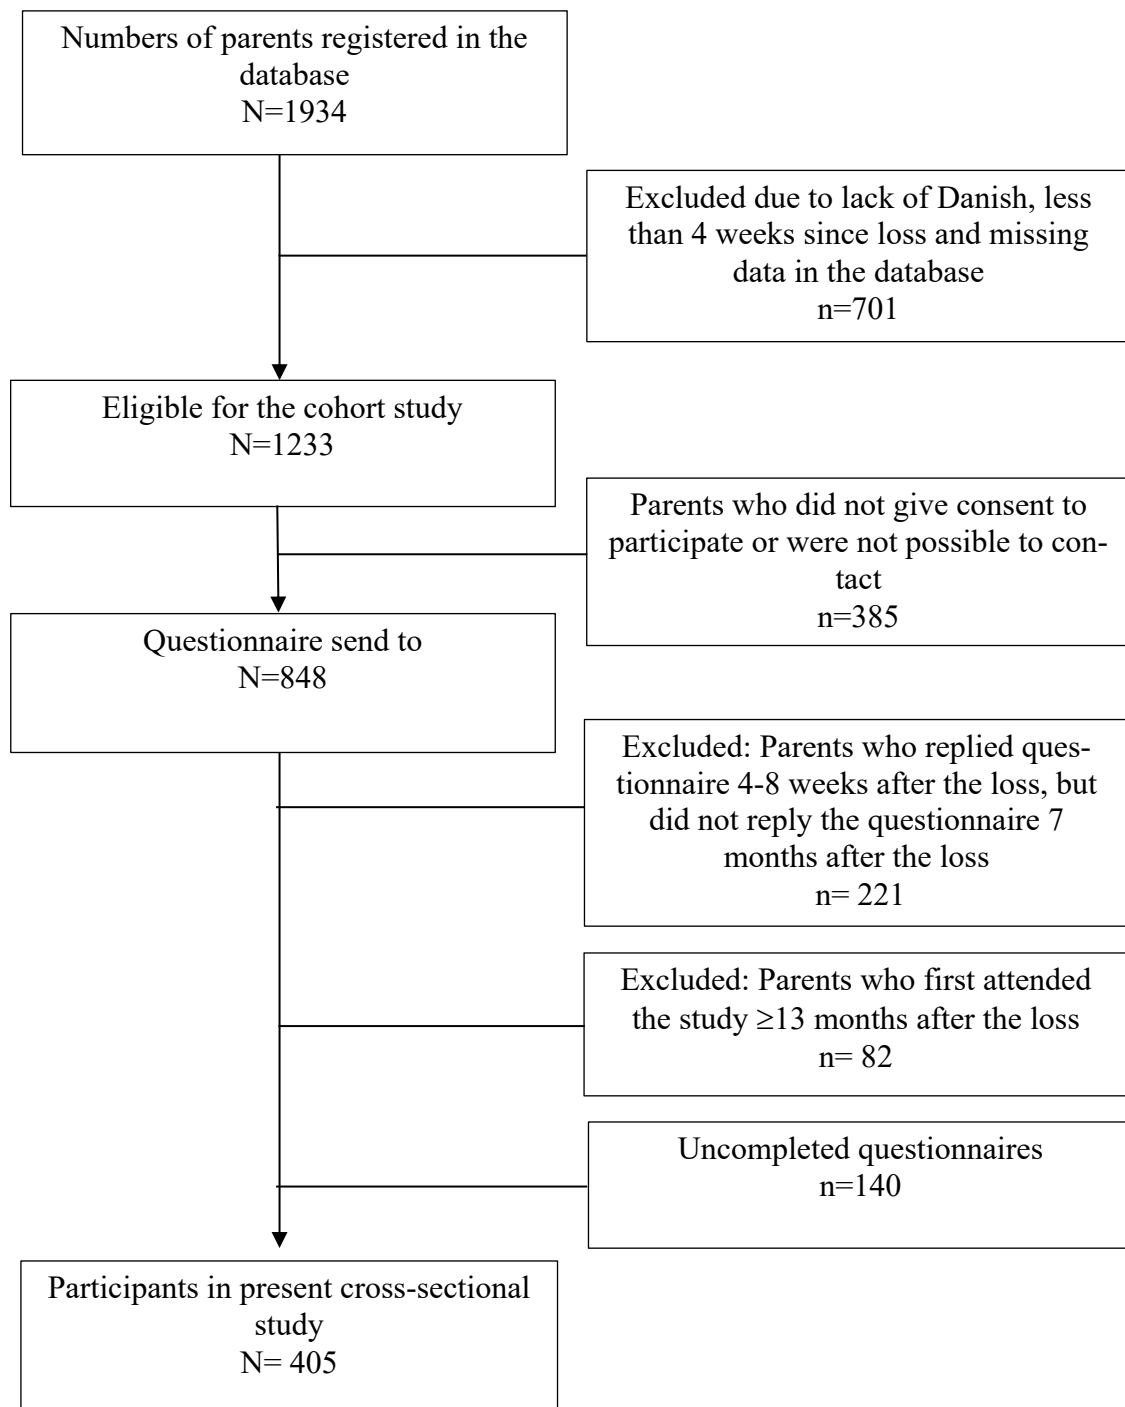 Numbers of parents registered in the
database
N=1934
Excluded due to lack of Danish, less
than 4 weeks since loss and missing
data in the database
n=701
Eligible for the cohort study
N=1233
Parents who did not give consent to
participate or were not possible to con-
tact
n=385
Questionnaire send to
N=848
Excluded: Parents who replied ques-
tionnaire 4-8 weeks after the loss, but
did not reply the questionnaire 7
months after the loss
n= 221
Excluded: Parents who first attended
the study ≥13 months after the loss
n= 82
Uncompleted questionnaires
n=140
Participants in present cross-sectional
study
N= 405